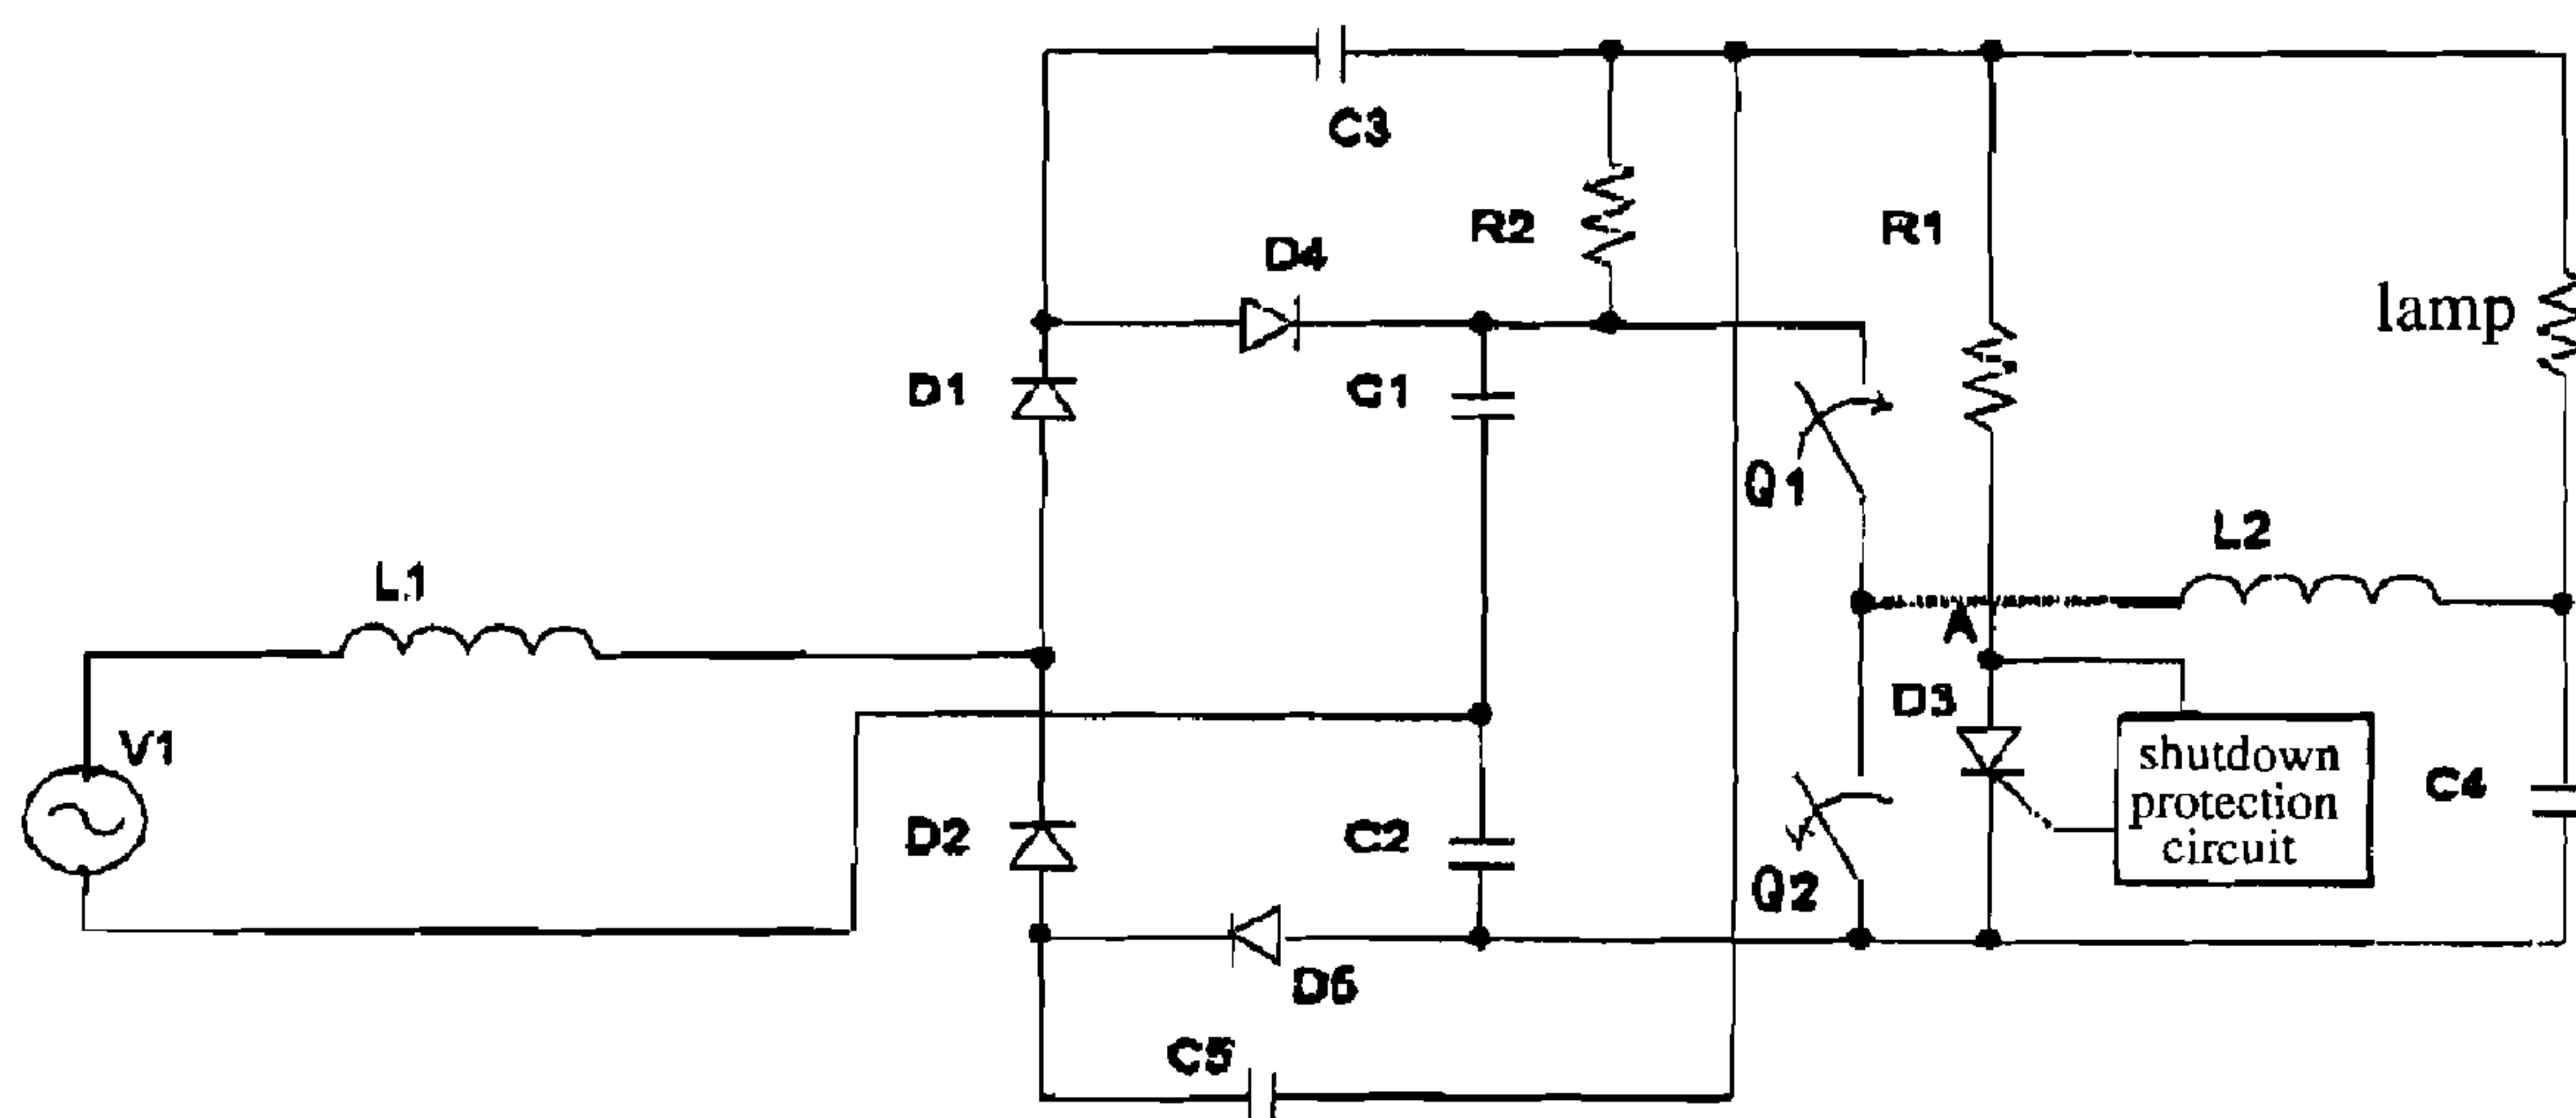 C3
R2
R1
D4
lamp
D1
C1
Q1
L2
L1
A
D3
V1
shutdown
protection
circuit
C4
D2
C2
Q2
D5
C5